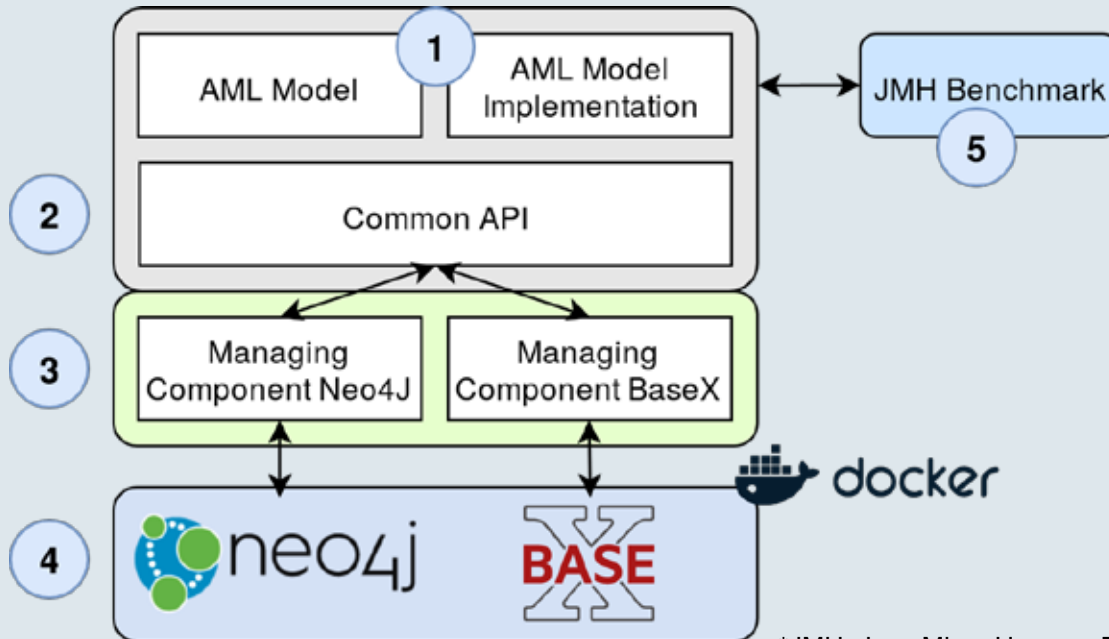 1
AML Model
AML Model
Implementation
JMH Benchmark
5
2
Common API
3
Managing
Component Neo4J
Managing
Component BaseX
docker
4
neo4j
X
BASE